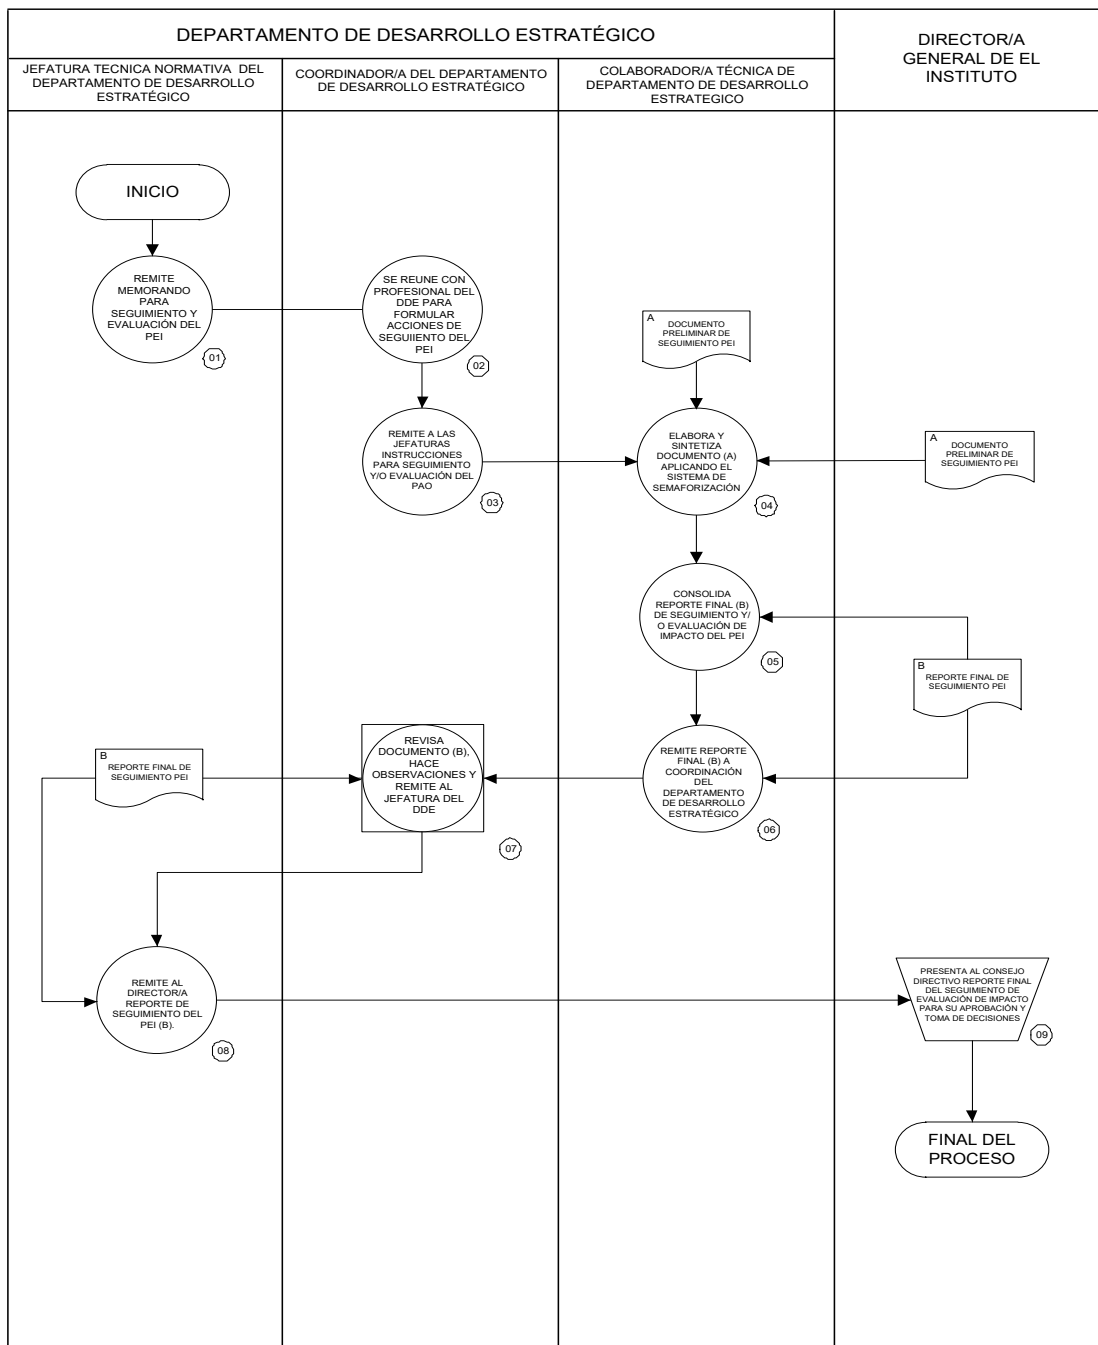 DEPARTAMENTO DE DESARROLLO ESTRATÉGICO
DIRECTOR/A
GENERAL DE EL
INSTITUTO
JEFATURA TECNICA NORMATIVA DEL
DEPARTAMENTO DE DESARROLLO
ESTRATÉGICO
COORDINADOR/A DEL DEPARTAMENTO
DE DESARROLLO ESTRATÉGICO
COLABORADOR/A TÉCNICA DE
DEPARTAMENTO DE DESARROLLO
ESTRATEGICO
INICIO
REMITE
MEMORANDO
PARA
SEGUIMIENTO Y
EVALUACIÓN DEL
PEI
01
SE REUNE CON
PROFESIONAL DEL
DDE PARA
FORMULAR
ACCIONES DE
SEGUIIENTO DEL
PEI
02
A
DOCUMENTO
PRELIMINAR DE
SEGUIMIENTO PEI
REMITE A LAS
JEFATURAS
INSTRUCCIONES
PARA SEGUIMIENTO
Y/O EVALUACIÓN DEL
PAO
03
ELABORA Y
SINTETIZA
DOCUMENTO (A)
APLICANDO EL
SISTEMA DE
SEMAFORIZACIÓN
04
A
DOCUMENTO
PRELIMINAR DE
SEGUIMIENTO PEI
CONSOLIDA
REPORTE FINAL (B)
DE SEGUIMIENTO Y/
O EVALUACIÓN DE
IMPACTO DEL PEI
05
B
REPORTE FINAL DE
SEGUIMIENTO PEI
B
REPORTE FINAL DE
SEGUIMIENTO PEI
REVISA
DOCUMENTO (B),
HACE
OBSERVACIONES Y
REMITE AL
JEFATURA DEL
DDE
07
REMITE REPORTE
FINAL (B) A
COORDINACIÓN
DEL
DEPARTAMENTO
DE DESARROLLO
ESTRATÉGICO
06
REMITE AL
DIRECTOR/A
REPORTE DE
SEGUIMIENTO DEL
PEI (B).
08
PRESENTA AL CONSEJO
DIRECTIVO REPORTE FINAL
DEL SEGUIMIENTO DE
EVALUACIÓN DE IMPACTO
PARA SU APROBACIÓN Y
TOMA DE DECISIONES
09
FINAL DEL
PROCESO